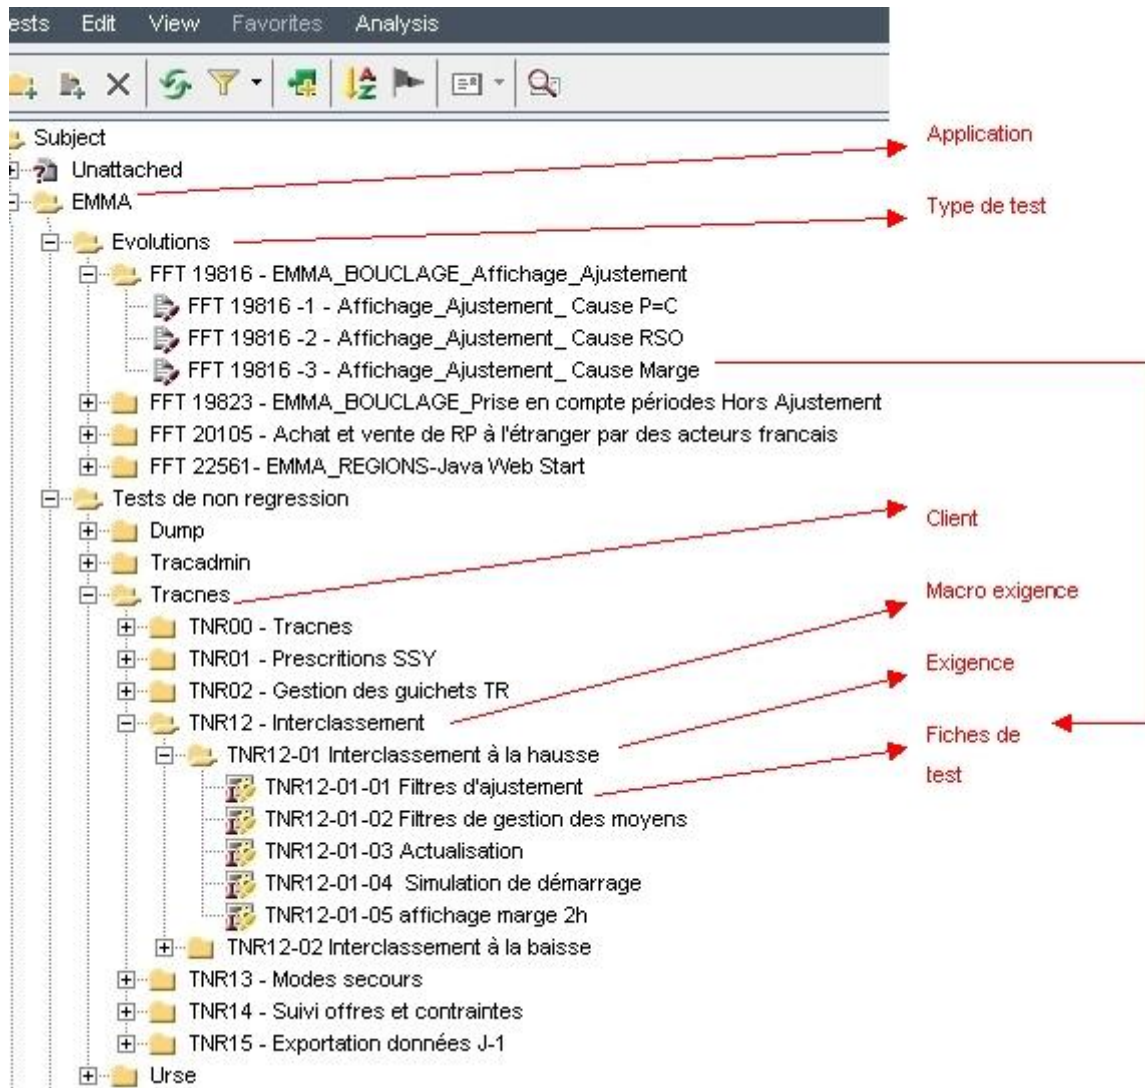 ests Edit View Favorites Analysis
Subject
Unattached
EMMA
Evolutions
FFT 19816 - EMMA_BOUCLAGE_Affichage_Ajustement
FFT 19816 -1 - Affichage_Ajustement_ Cause P=C
FFT 19816 -2 - Affichage_Ajustement_ Cause RSO
FFT 19816 -3 - Affichage_Ajustement_ Cause Marge
FFT 19823 - EMMA_BOUCLAGE_Prise en compte périodes Hors Ajustement
FFT 20105 - Achat et vente de RP à l'étranger par des acteurs francais
FFT 22561- EMMA_REGIONS-Java Web Start
Tests de non regression
Dump
Tracadmin
Tracnes
TNR00 - Tracnes
TNR01 - Prescritions SSY
TNR02 - Gestion des guichets TR
TNR12 - Interclassement
TNR12-01 Interclassement à la hausse
TNR12-01-01 Filtres d'ajustement
TNR12-01-02 Filtres de gestion des moyens
TNR12-01-03 Actualisation
TNR12-01-04 Simulation de démarrage
TNR12-01-05 affichage marge 2h
TNR12-02 Interclassement à la baisse
TNR13 - Modes secours
TNR14 - Suivi offres et contraintes
TNR15 - Exportation données J-1
Urse
Application
Type de test
Client
Macro exigence
Exigence
Fiches de
test